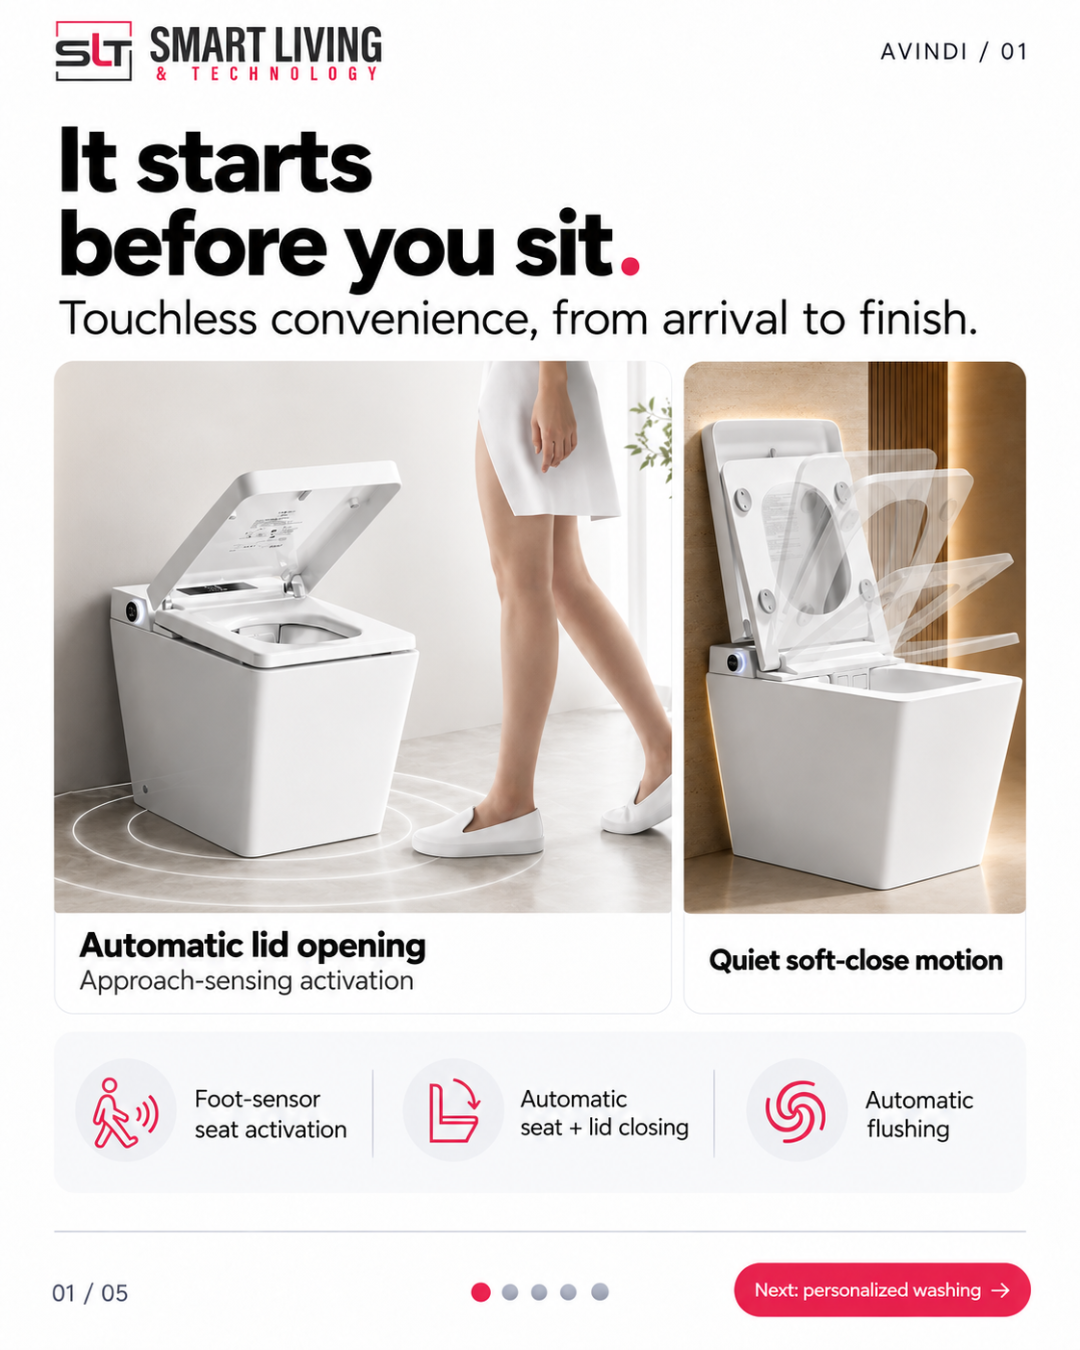 SLT
SMART LIVING
& TECHNOLOGY
AVINDI / 01
It starts
before you sit.
Touchless convenience, from arrival to finish.
Automatic lid opening
Approach-sensing activation
Quiet soft-close motion
Foot-sensor
seat activation
Automatic
seat + lid closing
Automatic
flushing
01 / 05
Next: personalized washing →